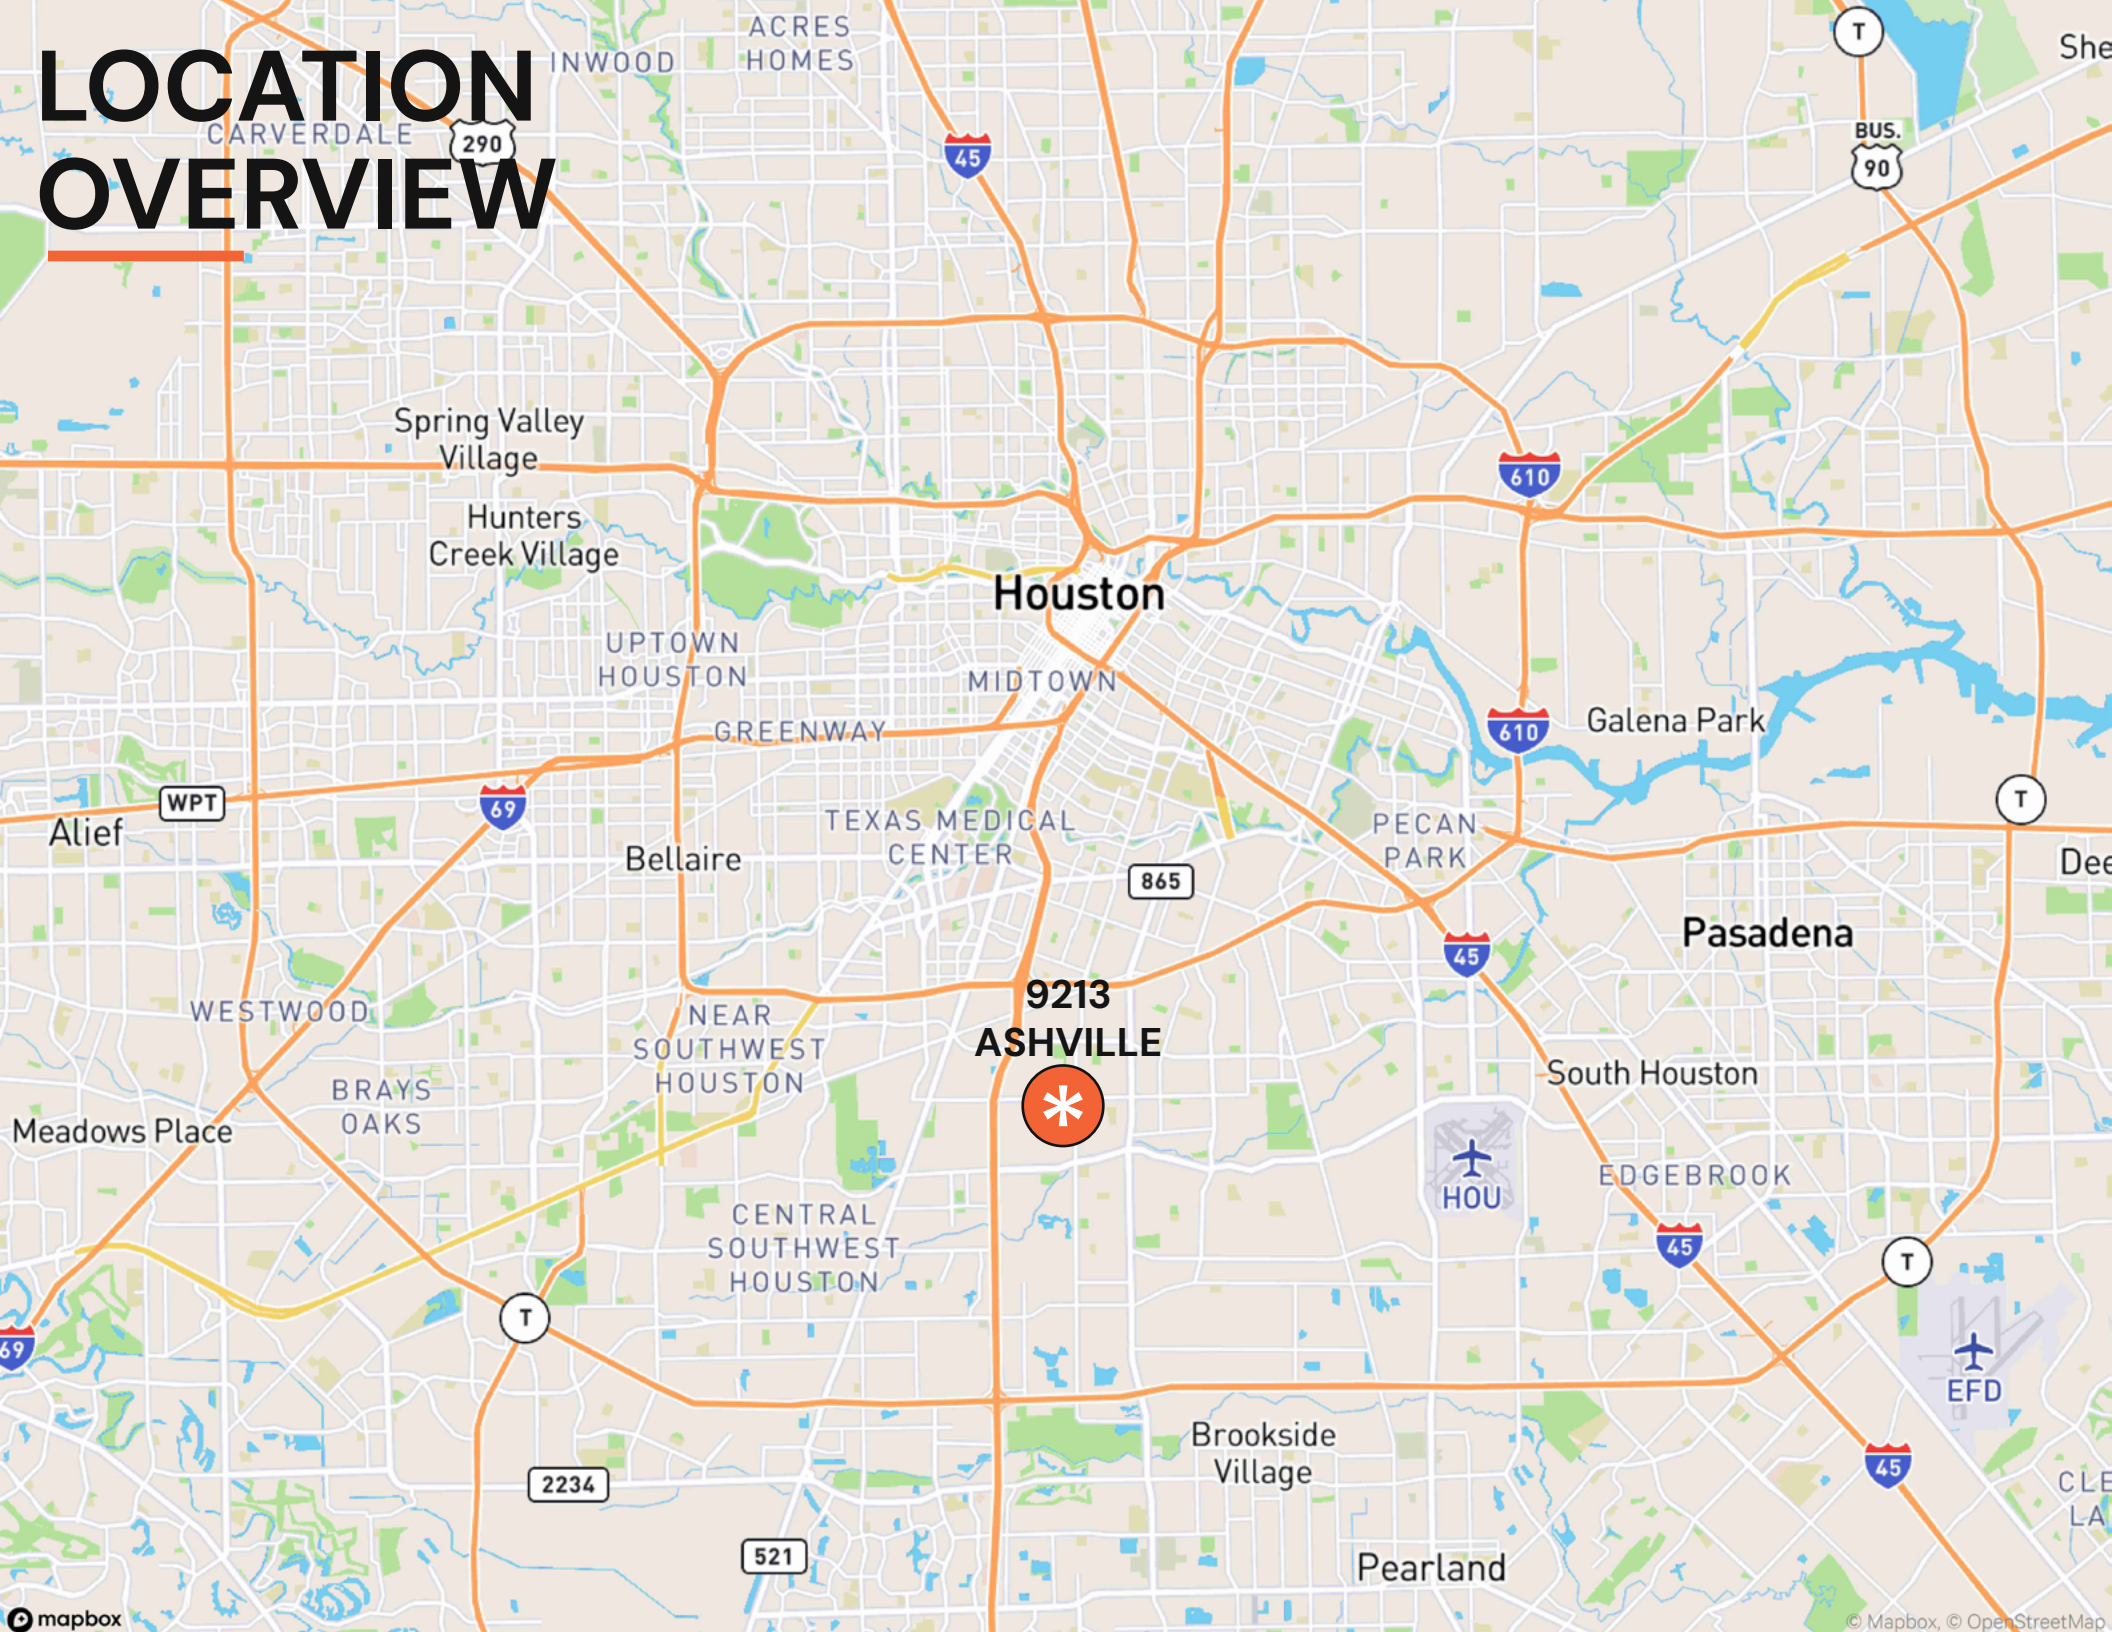 LOCATION
OVERVIEW
ACRES
HOMES
INWOOD
CARVERDALE
290
45
T
She
BUS.
90
Spring Valley
Village
Hunters
Creek Village
610
Houston
UPTOWN
HOUSTON
MIDTOWN
GREENWAY
610
Galena Park
WPT
69
T
Alief
Bellaire
TEXAS MEDICAL
CENTER
PECAN
PARK
865
Dee
Pasadena
45
9213
ASHVILLE
WESTWOOD
NEAR
SOUTHWEST
HOUSTON
South Houston
BRAYS
OAKS
Meadows Place
HOU
EDGEBROOK
CENTRAL
SOUTHWEST
HOUSTON
45
T
T
69
EFD
Brookside
Village
45
2234
CLE
LA
521
Pearland
mapbox
© Mapbox, © OpenStreetMap